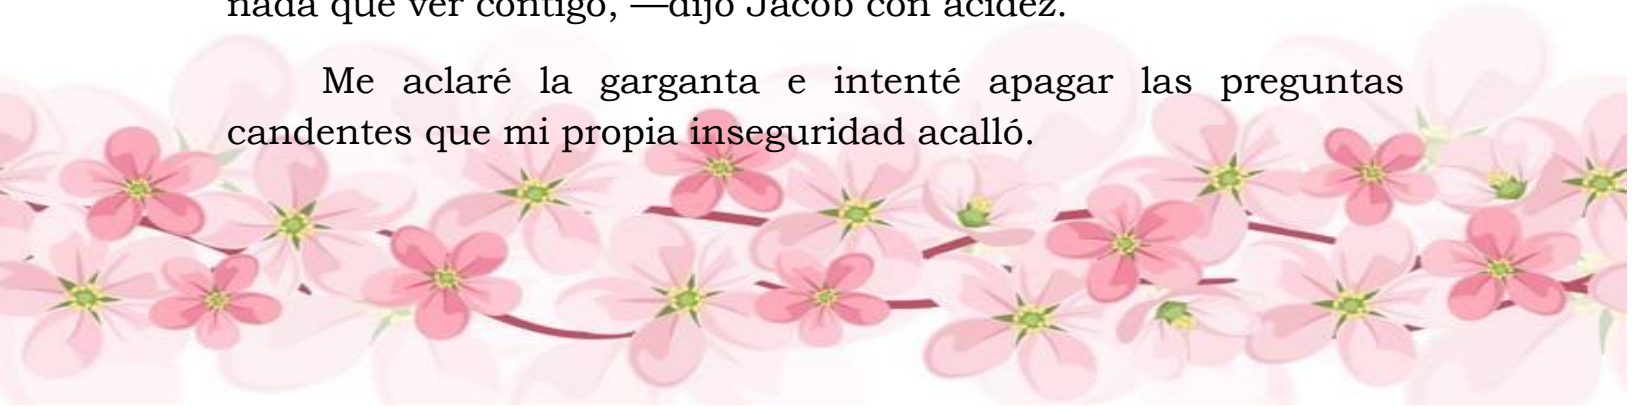 nada que ver contigo, —dijo Jacob con acidez.
Me aclaré la garganta e intenté apagar las preguntas
candentes que mi propia inseguridad acalló.